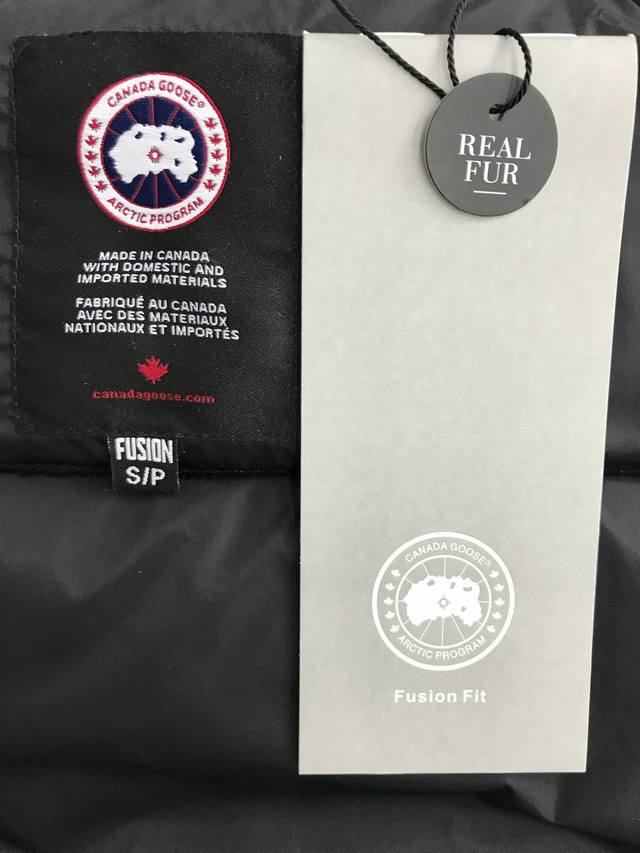 CANADA GOOSE®
ARCTIC PROGRAM
MADE IN CANADA
WITH DOMESTIC AND
IMPORTED MATERIALS
FABRIQUÉ AU CANADA
AVEC DES MATERIAUX
NATIONAUX ET IMPORTÉS
canadagoose.com
FUSION
S/P
REAL
FUR
CANADA GOOSE®
ARCTIC PROGRAM
Fusion Fit